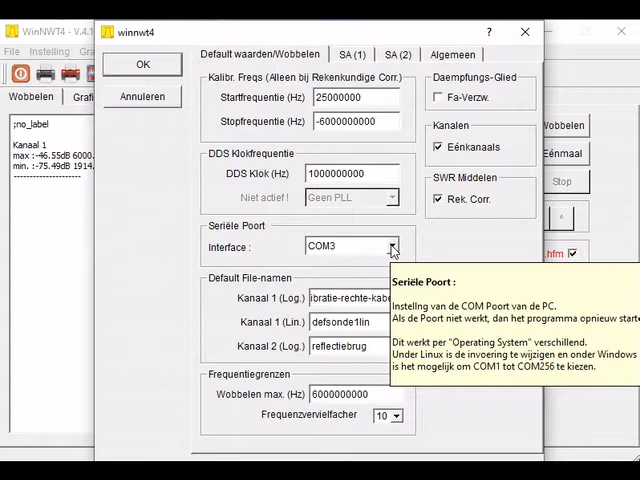 WinNWT4 - V.4.1
winnwt4
?
File Instelling
Wobbelen
;no_label
Kanaal 1
max :-46.55dB 6000.
min. :-75.49dB 1914.
OK
Annuleren
Default waarden/Wobbelen SA (1) SA (2) Algemeen
Kalibr. Freqs (Alleen bij Rekenkundige Corr.)
Startfrequentie (Hz) 25000000
Stopfrequentie (Hz) -6000000000
DDS Klokfrequentie
DDS Klok (Hz) 1000000000
Niet actief ! Geen PLL
Seriële Poort
Interface : COM3
Default File-namen
Kanaal 1 (Log.) ibratie-rechte-kabe
Kanaal 1 (Lin.) defsonde1lin
Kanaal 2 (Log.) reflectiebrug
Frequentiegrenzen
Wobbelen max. (Hz) 6000000000
Frequenzvervielfacher 10
Daempfungs-Glied
Fa-Verzw.
Kanalen
Eénkanaals
SWR Middelen
Rek. Corr.
Wobbelen
Eénmaal
Stop
^
.hfm
Seriële Poort :
Instellng van de COM Poort van de PC.
Als de Poort niet werkt, dan het programma opnieuw starte
Dit werkt per "Operating System" verschillend.
Under Linux is de invoering te wijzigen en onder Windows
is het mogelijk om COM1 tot COM256 te kiezen.